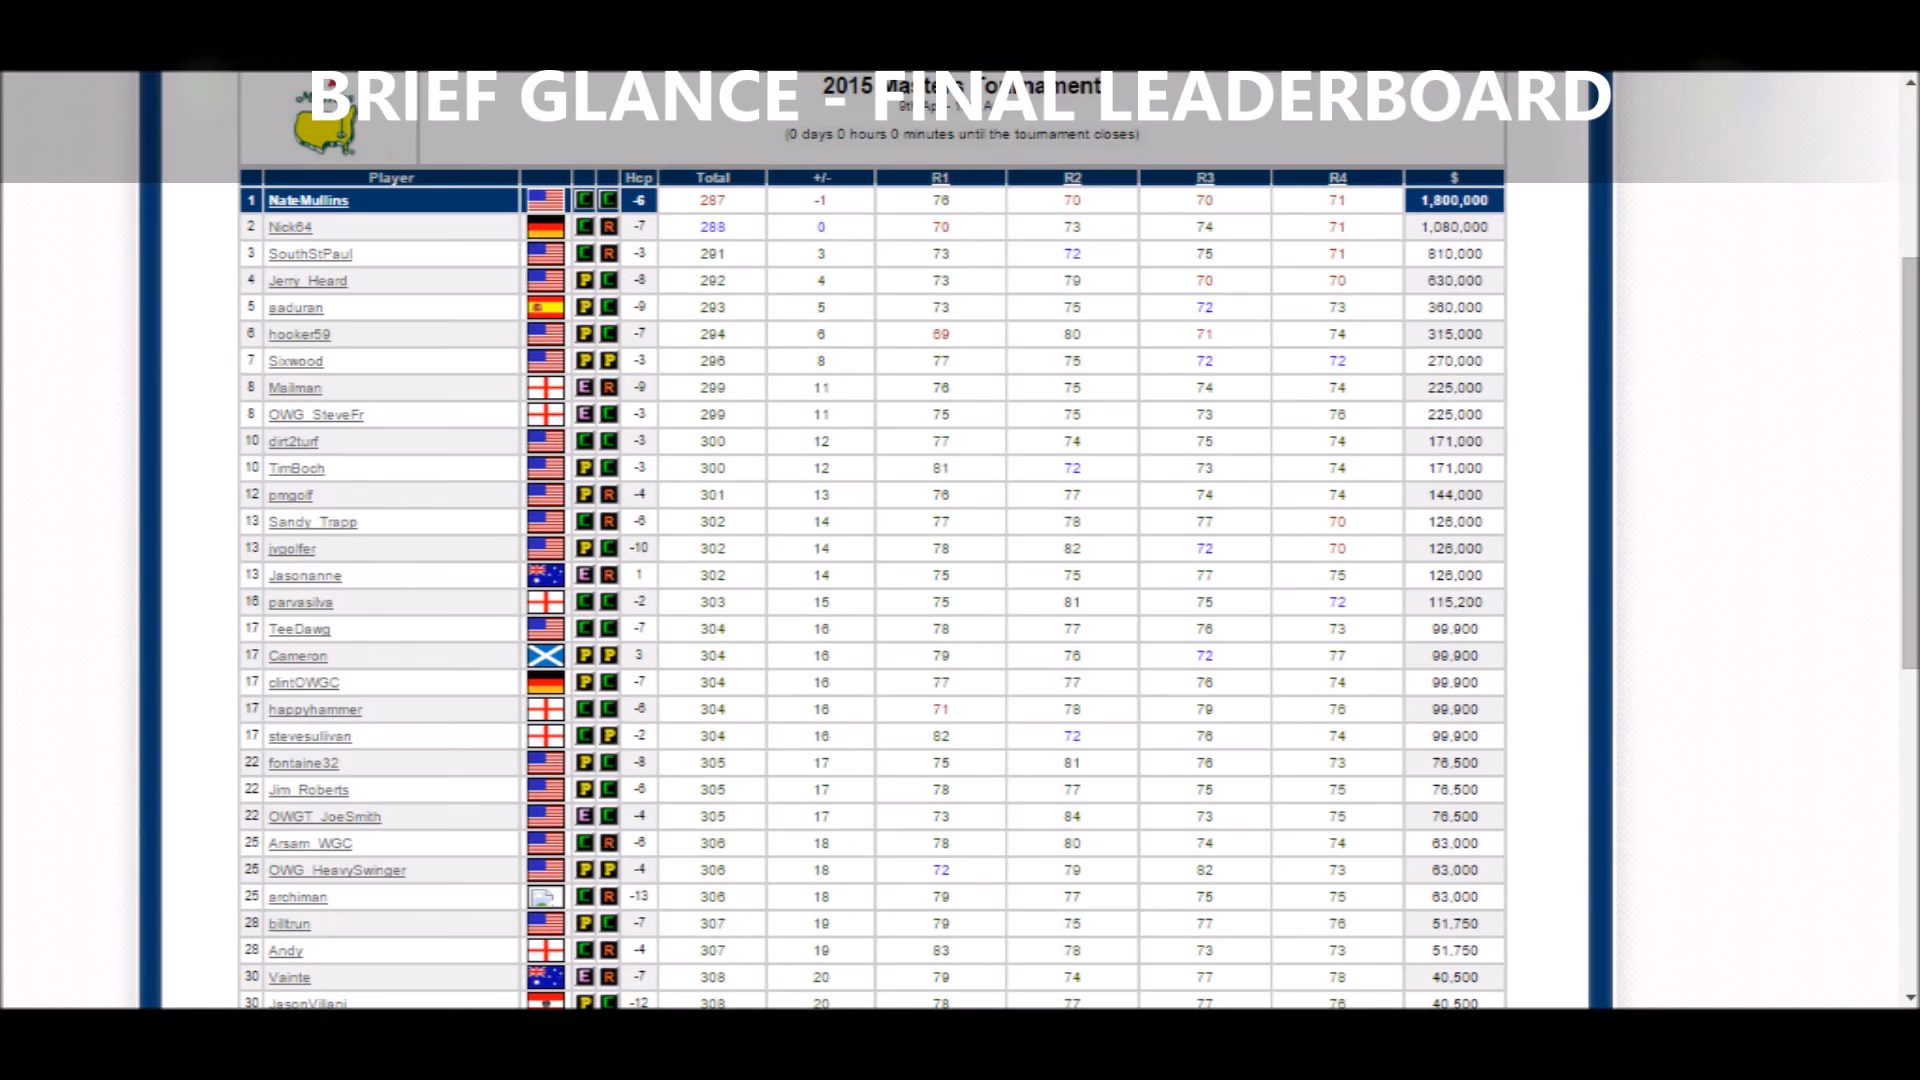 BRIEF GLANCE - FINAL LEADERBOARD
2015 Masters Tournament
(0 days 0 hours 0 minutes until the tournament closes)
Player Hcp Total +/- R1 R2 R3 R4 $
1 NateMullins C C -6 287 -1 76 70 70 71 1,800,000
2 Nick64 C R -7 288 0 70 73 74 71 1,080,000
3 SouthStPaul C R -3 291 3 73 72 75 71 810,000
4 Jerry_Heard P C -8 292 4 73 79 70 70 630,000
5 aaduran P C -9 293 5 73 75 72 73 360,000
6 hooker59 P C -7 294 6 69 80 71 74 315,000
7 Sixwood P P -3 296 8 77 75 72 72 270,000
8 Mailman E R -9 299 11 76 75 74 74 225,000
8 OWG_SteveFr E C -3 299 11 75 75 73 76 225,000
10 dirt2turf C C -3 300 12 77 74 75 74 171,000
10 TimBoch P C -3 300 12 81 72 73 74 171,000
12 pmgolf P R -4 301 13 76 77 74 74 144,000
13 Sandy_Trapp C R -6 302 14 77 78 77 70 126,000
13 jvgolfer P C -10 302 14 78 82 72 70 126,000
13 Jasonanne E R 1 302 14 75 75 77 75 126,000
16 parvasilva C C -2 303 15 75 81 75 72 115,200
17 TeeDawg C C -7 304 16 78 77 76 73 99,900
17 Cameron P P 3 304 16 79 76 72 77 99,900
17 clintOWGC P C -7 304 16 77 77 76 74 99,900
17 happyhammer C C -6 304 16 71 78 79 76 99,900
17 stevesullivan C P -2 304 16 82 72 76 74 99,900
22 fontaine32 P C -8 305 17 75 81 76 73 76,500
22 Jim_Roberts P C -6 305 17 78 77 75 75 76,500
22 OWGT_JoeSmith E C -4 305 17 73 84 73 75 76,500
25 Arsam_WGC C R -6 306 18 78 80 74 74 63,000
25 OWG_HeavySwinger P P -4 306 18 72 79 82 73 63,000
25 archiman C R -13 306 18 79 77 75 75 63,000
28 billtrun P C -7 307 19 79 75 77 76 51,750
28 Andy C R -4 307 19 83 78 73 73 51,750
30 Vainte E R -7 308 20 79 74 77 78 40,500
30 JasonVillani P C -12 308 20 78 77 77 76 40,500